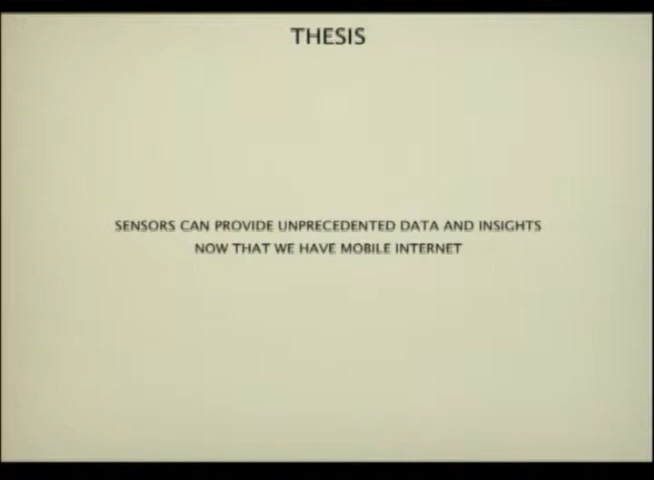 THESIS
SENSORS CAN PROVIDE UNPRECEDENTED DATA AND INSIGHTS
NOW THAT WE HAVE MOBILE INTERNET